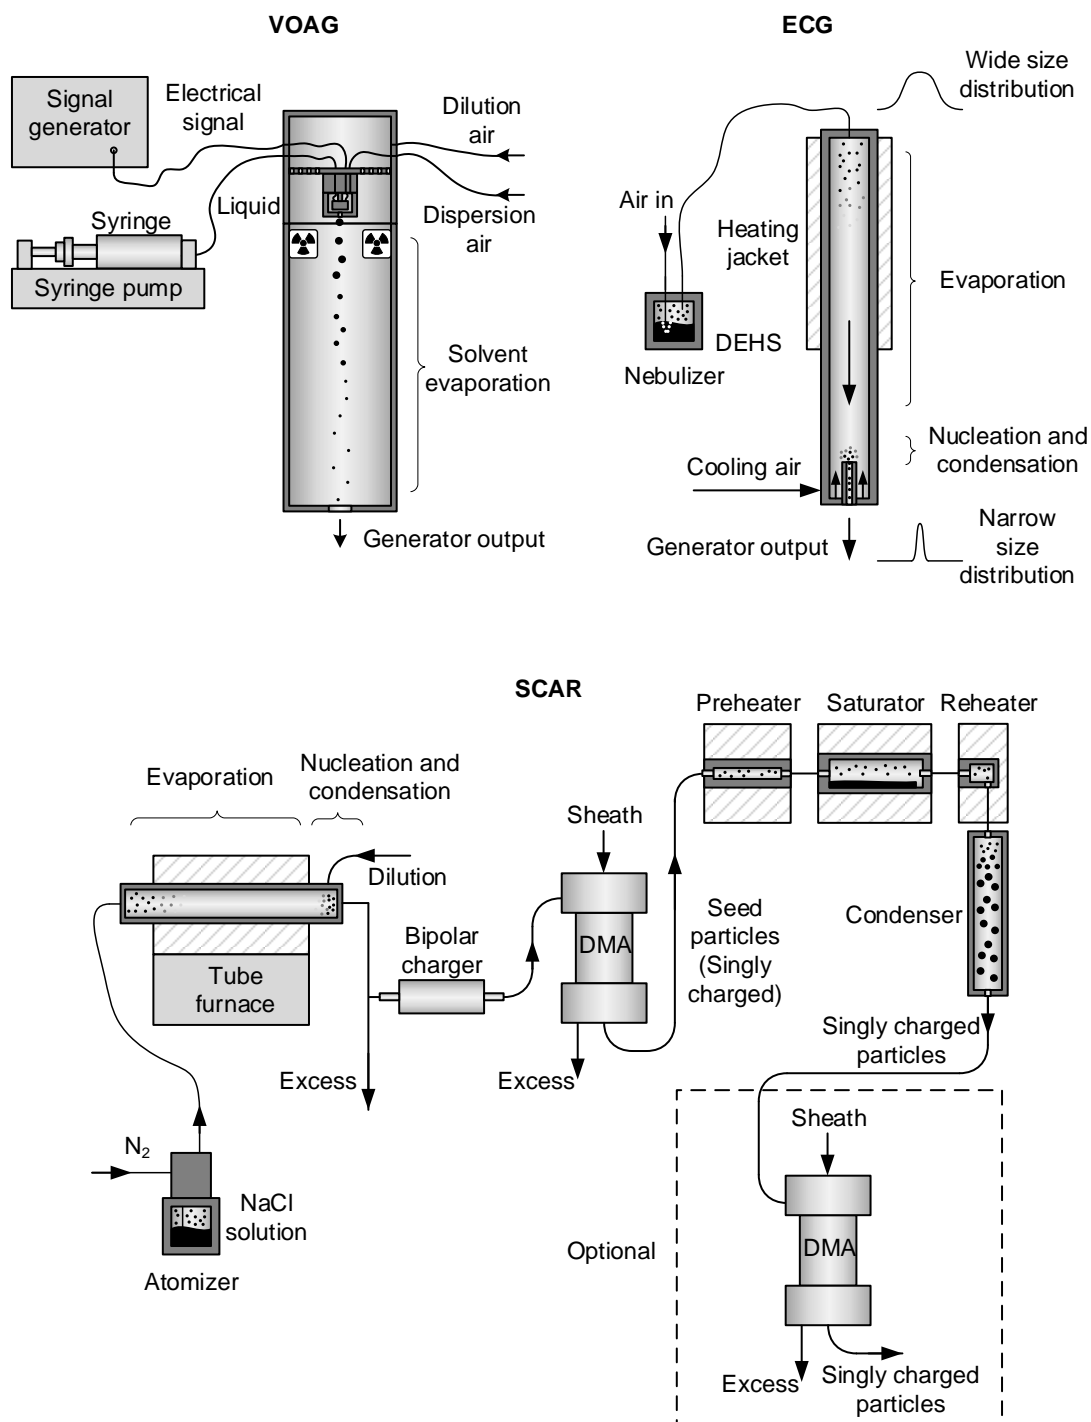 VOAG
Signal
generator
Electrical
signal
Dilution
air
Liquid
Dispersion
air
Syringe
Syringe pump
Solvent
evaporation
Generator output
ECG
Wide size
distribution
Air in
Heating
jacket
Evaporation
DEHS
Nebulizer
Nucleation and
condensation
Cooling air
Generator output
Narrow
size
distribution
SCAR
Preheater
Saturator
Reheater
Evaporation
Nucleation and
condensation
Sheath
Dilution
Bipolar
charger
DMA
Seed
particles
(Singly
charged)
Condenser
Tube
furnace
Excess
Excess
Singly charged
particles
N₂
NaCl
solution
Atomizer
Sheath
Optional
DMA
Excess
Singly charged
particles